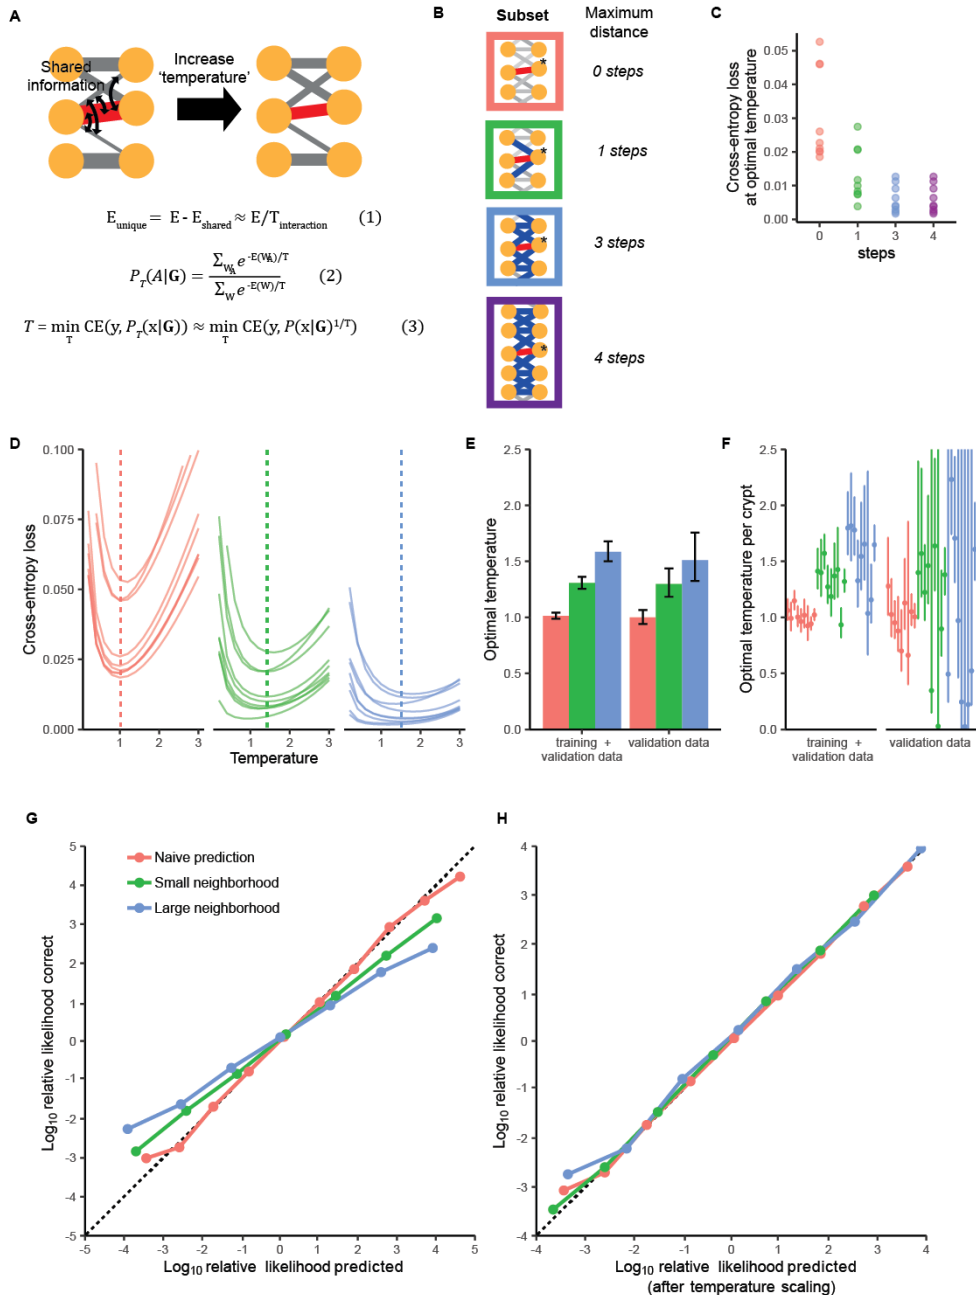 A
Shared
information
Increase
'temperature'
E_unique = E - E_shared ≈ E/T_interaction (1)
P_T(A|G) = Σ_W_A e^-E(W_A)/T / Σ_W e^-E(W)/T (2)
T = min_T CE(y, P_T(x|G)) ≈ min_T CE(y, P(x|G)^1/T) (3)
B
Subset
Maximum
distance
*
0 steps
*
1 steps
*
3 steps
*
4 steps
C
Cross-entropy loss
at optimal temperature
0.05
0.04
0.03
0.02
0.01
0.00
0 1 3 4
steps
D
Cross-entropy loss
0.100
0.075
0.050
0.025
0.000
1 2 3 1 2 3 1 2 3
Temperature
E
Optimal temperature
2.5
2.0
1.5
1.0
0.5
0.0
training +
validation data
validation data
F
Optimal temperature per crypt
2.5
2.0
1.5
1.0
0.5
0.0
training +
validation data
validation data
G
Log10 relative likelihood correct
5
4
3
2
1
0
-1
-2
-3
-4
-5
Naive prediction
Small neighborhood
Large neighborhood
-5 -4 -3 -2 -1 0 1 2 3 4 5
Log10 relative likelihood predicted
H
Log10 relative likelihood correct
4
3
2
1
0
-1
-2
-3
-4
-4 -3 -2 -1 0 1 2 3 4
Log10 relative likelihood predicted
(after temperature scaling)